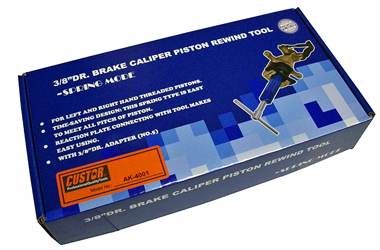 3/8"DR. BRAKE CALIPER PISTON REWIND TOOL
-SPRING MODE
• FOR LEFT AND RIGHT HAND THREADED PISTONS.
• TIME-SAVING DESIGN: THIS SPRING TYPE IS EASY
TO MEET ALL PITCH OF PISTON.
• REACTION PLATE CONNECTING WITH TOOL MAKES
EASY USING.
• WITH 3/8"DR. ADAPTER (NO.5)
CUSTOR
Model No.: AK-4001
3/8"DR. BRAKE CALIPER PISTON REWIND TOOL
-SPRING MODE